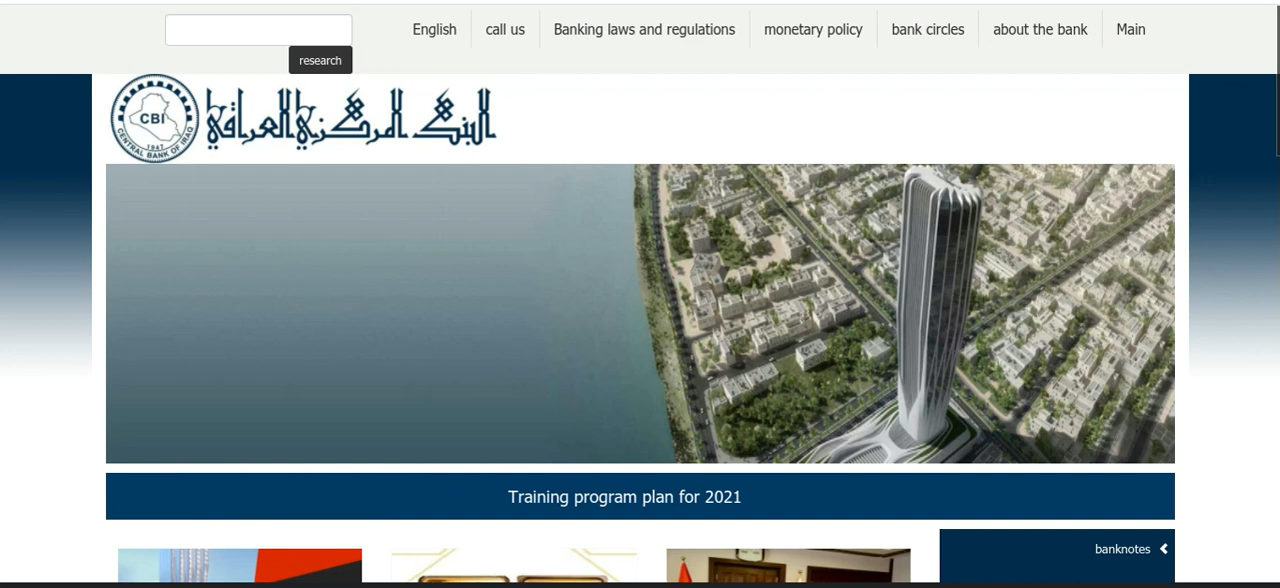 English
call us
Banking laws and regulations
monetary policy
bank circles
about the bank
Main
research
CBI
CENTRAL BANK OF IRAQ
1947
البنك المركزي العراقي
Training program plan for 2021
banknotes